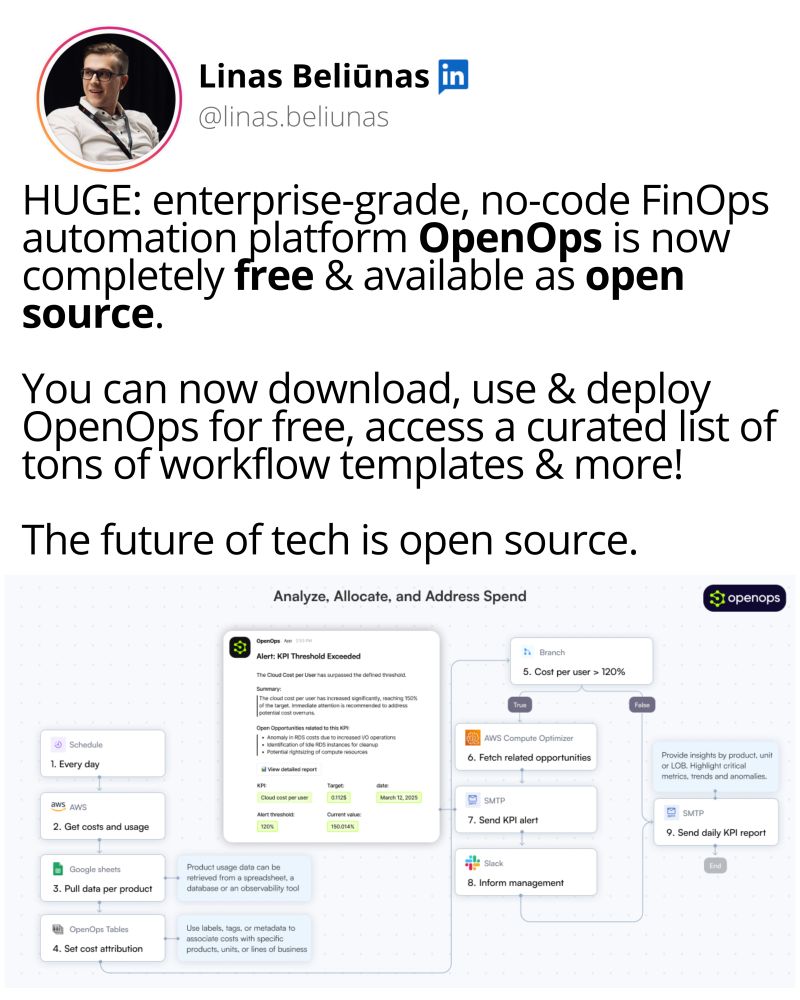 Linas Beliūnas in
@linas.beliunas
HUGE: enterprise-grade, no-code FinOps
automation platform OpenOps is now
completely free & available as open
source.
You can now download, use & deploy
OpenOps for free, access a curated list of
tons of workflow templates & more!
The future of tech is open source.
Analyze, Allocate, and Address Spend
openops
Schedule
1. Every day
aws AWS
2. Get costs and usage
Google sheets
3. Pull data per product
Product usage data can be
retrieved from a spreadsheet, a
database or an observability tool
OpenOps Tables
4. Set cost attribution
Use labels, tags, or metadata to
associate costs with specific
products, units, or lines of business
OpenOps App
Alert: KPI Threshold Exceeded
The Cloud Cost per User has surpassed the defined threshold.
Summary:
The cloud cost per user has increased significantly, reaching 150%
of the target. Immediate attention is recommended to address
potential cost overruns.
Open Opportunities related to this KPI:
• Anomaly in RDS costs due to increased I/O operations
• Identification of Idle RDS instances for cleanup
• Potential rightsizing of compute resources
View detailed report
KPI: Target: date:
Cloud cost per user 0.112$ March 12, 2025
Alert threshold: Current value:
120% 150.014%
Branch
5. Cost per user > 120%
True
False
AWS Compute Optimizer
6. Fetch related opportunities
SMTP
7. Send KPI alert
Slack
8. Inform management
Provide insights by product, unit
or LOB. Highlight critical
metrics, trends and anomalies.
SMTP
9. Send daily KPI report
End